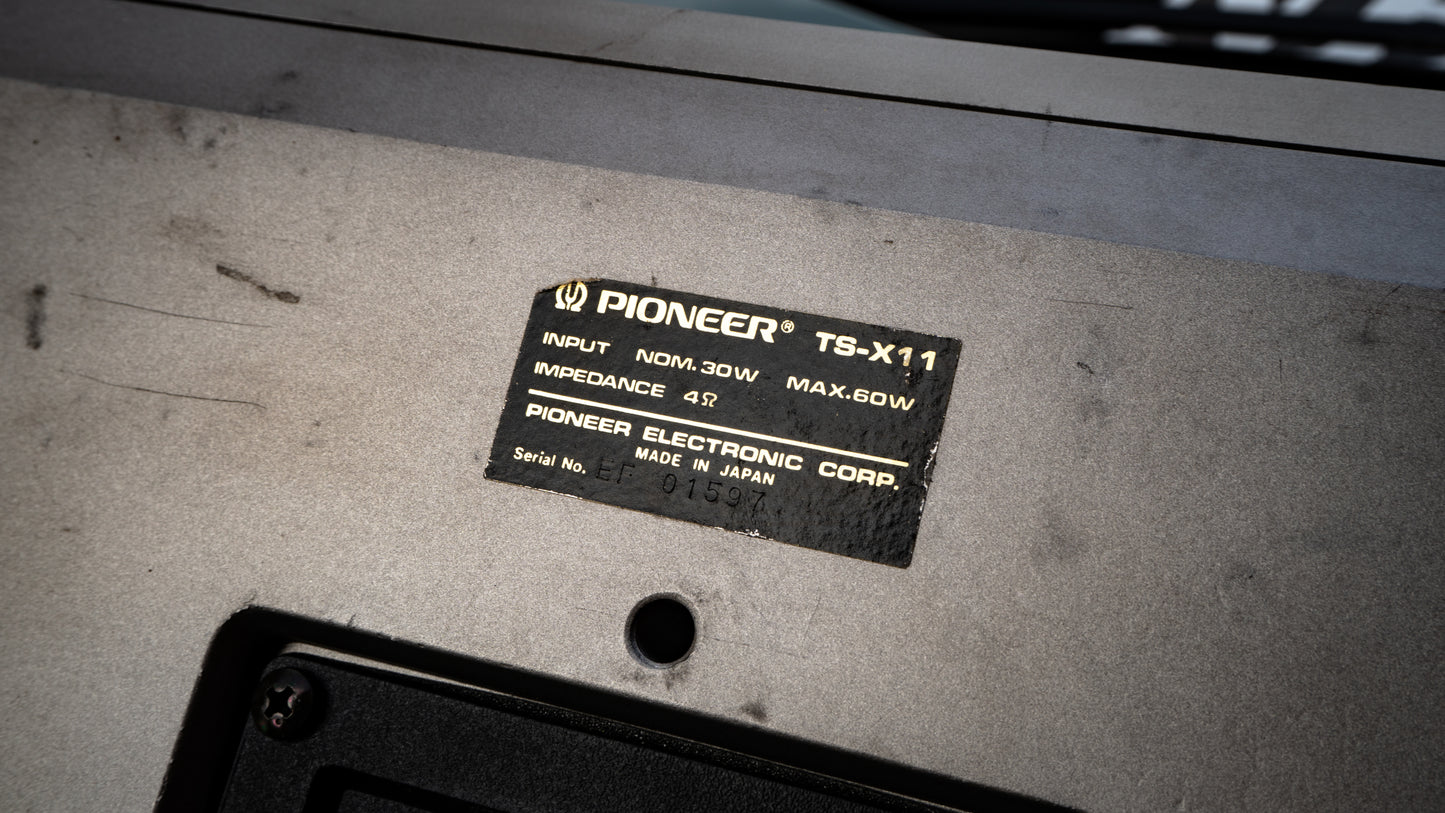 PIONEER® TS-X11
INPUT NOM.30W MAX.60W
IMPEDANCE 4Ω
PIONEER ELECTRONIC CORP.
MADE IN JAPAN
Serial No. EF 01597